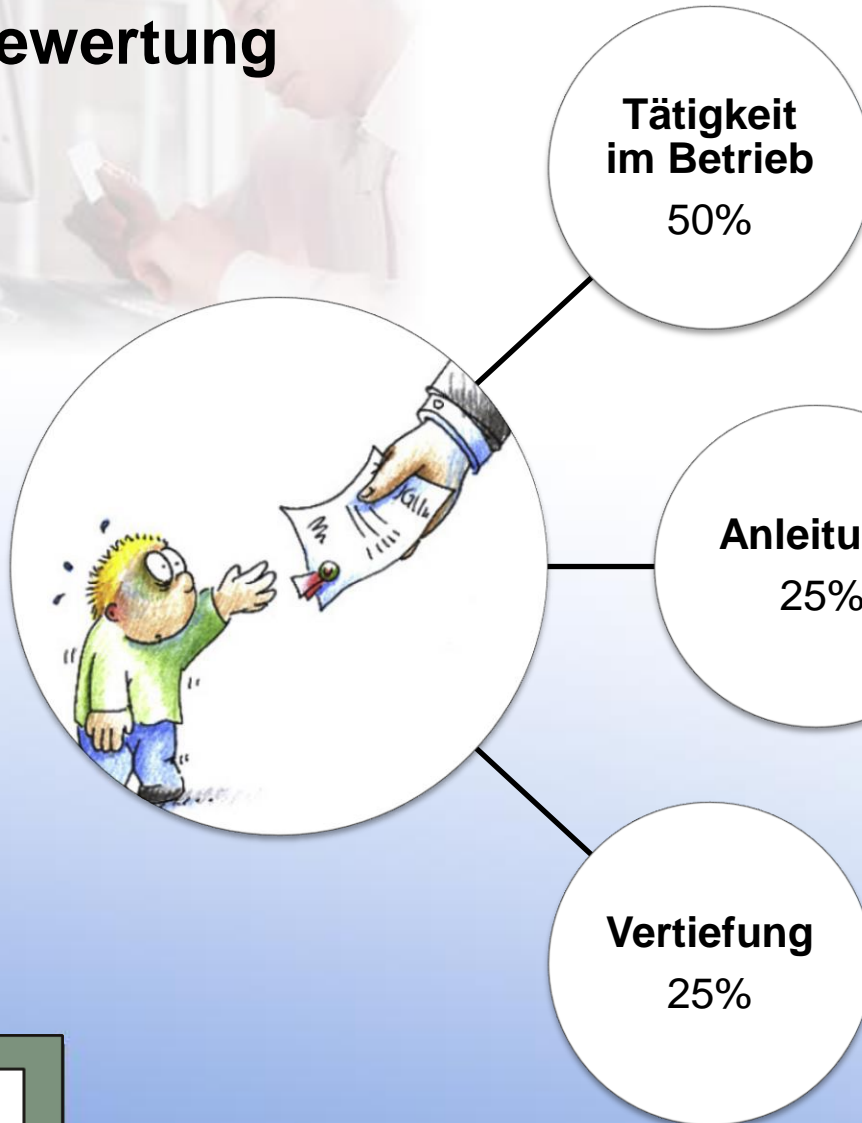 ewertung
Tätigkeit
im Betrieb
50%
Anleitu
25%
Vertiefung
25%